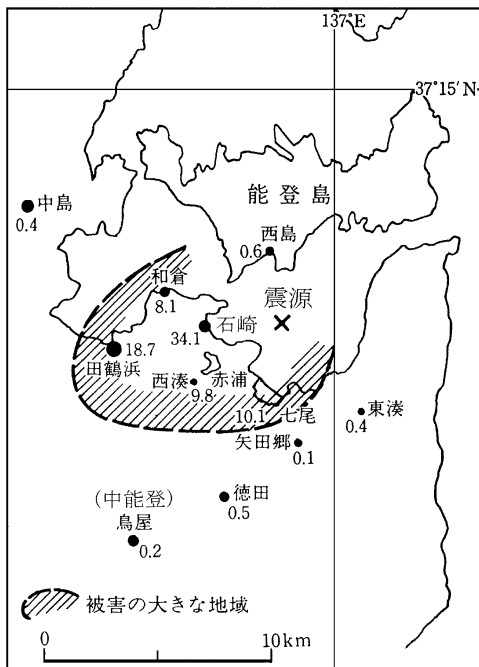 137°E
37°15′N
能登島
中島
0.4
西島
0.6
和倉
8.1
震源
石崎
34.1
18.7
田鶴浜
西湊
9.8
赤浦
10.1
七尾
東湊
0.4
矢田郷
0.1
徳田
0.5
(中能登)
鳥屋
0.2
被害の大きな地域
0
10km